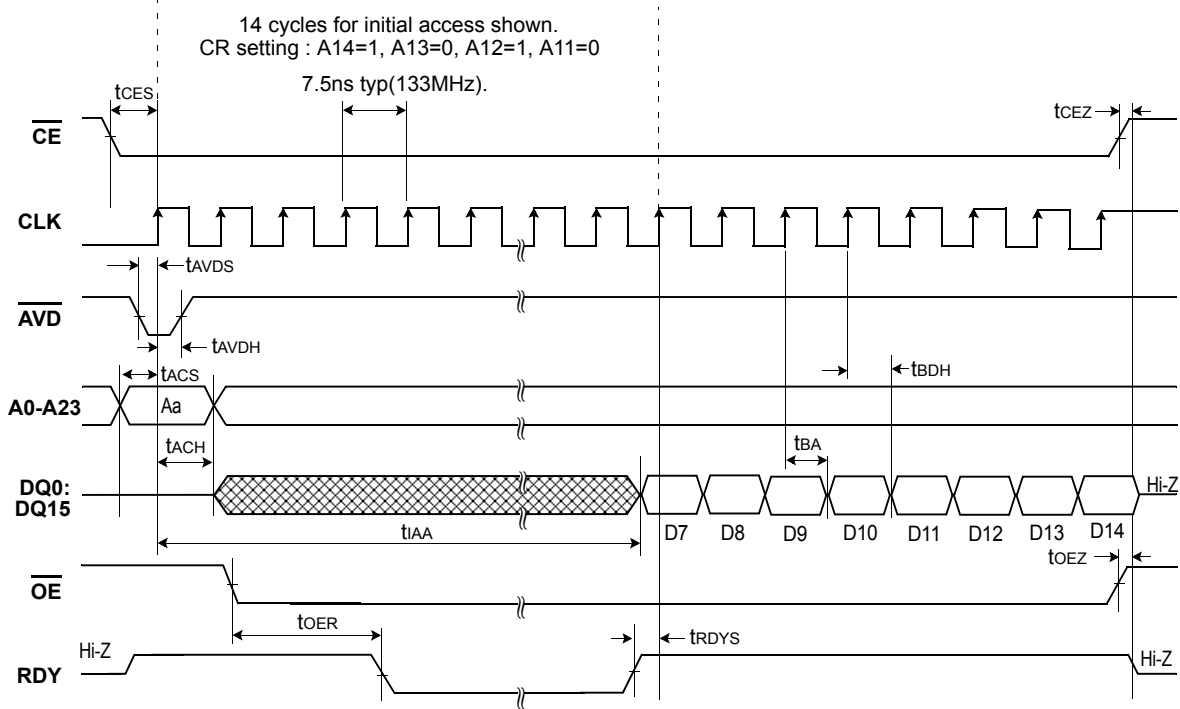 14 cycles for initial access shown.
CR setting : A14=1, A13=0, A12=1, A11=0
7.5ns typ(133MHz).
tCES
tCEZ
CE
CLK
tAVDS
AVD
tAVDH
tACS
tBDH
A0-A23
Aa
tACH
tBA
DQ0:
DQ15
Hi-Z
tIAA
D7 D8 D9 D10 D11 D12 D13 D14
tOEZ
OE
tOER
tRDYS
Hi-Z
Hi-Z
RDY